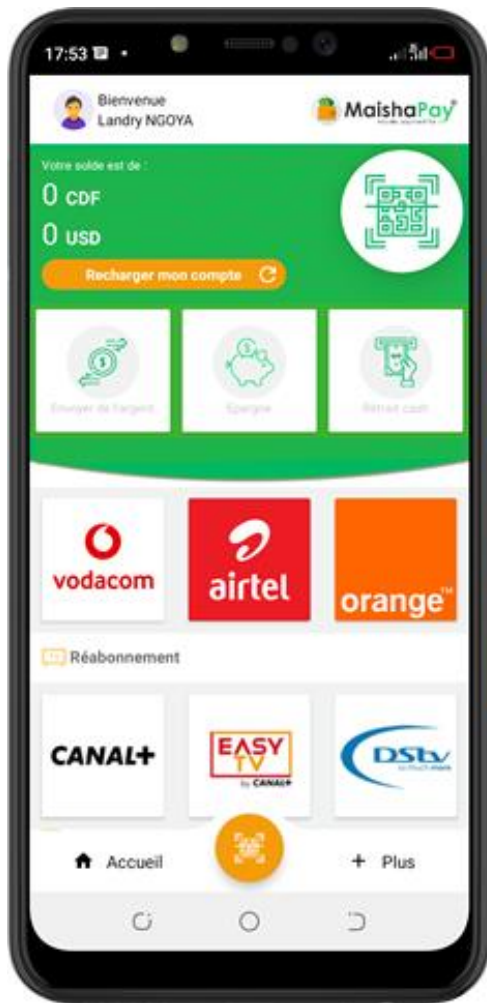 17:53
Bienvenue
Landry NGOYA
MaishaPay
Votre solde est de :
0 CDF
0 USD
Recharger mon compte
Envoyer de l'argent
Epargne
Retrait cash
vodacom
airtel
orange™
Réabonnement
CANAL+
EASY
TV
by CANAL+
DStv
Accueil
+ Plus